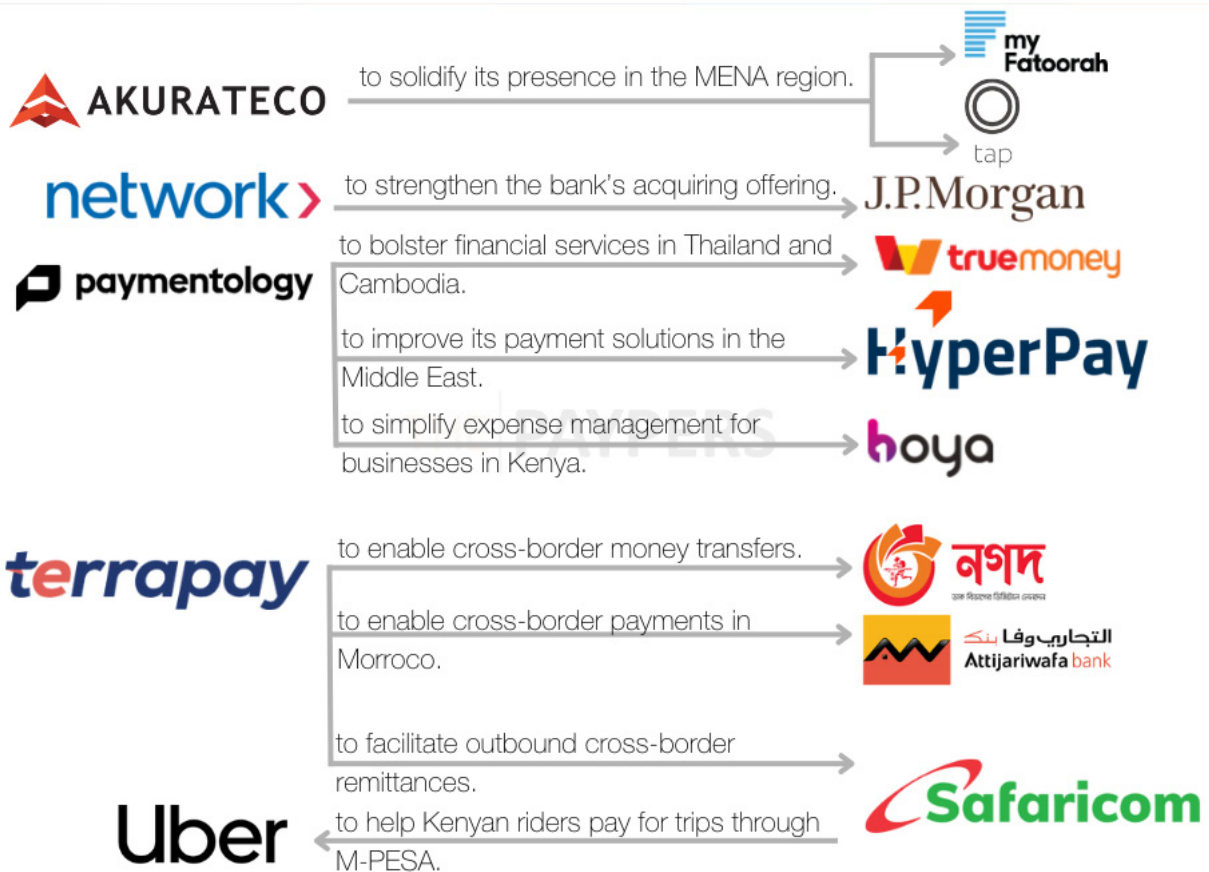 my
Fatoorah
to solidify its presence in the MENA region.
AKURATECO
tap
network
to strengthen the bank's acquiring offering.
J.P.Morgan
to bolster financial services in Thailand and
Cambodia.
paymentology
truemoney
to improve its payment solutions in the
Middle East.
HyperPay
PAYPERS
to simplify expense management for
businesses in Kenya.
boya
terrapay
to enable cross-border money transfers.
নগদ
ডাক বিভাগের ডিজিটাল লেনদেন
to enable cross-border payments in
Morroco.
التجاري وفا بنك
Attijariwafa bank
to facilitate outbound cross-border
remittances.
Safaricom
Uber
to help Kenyan riders pay for trips through
M-PESA.